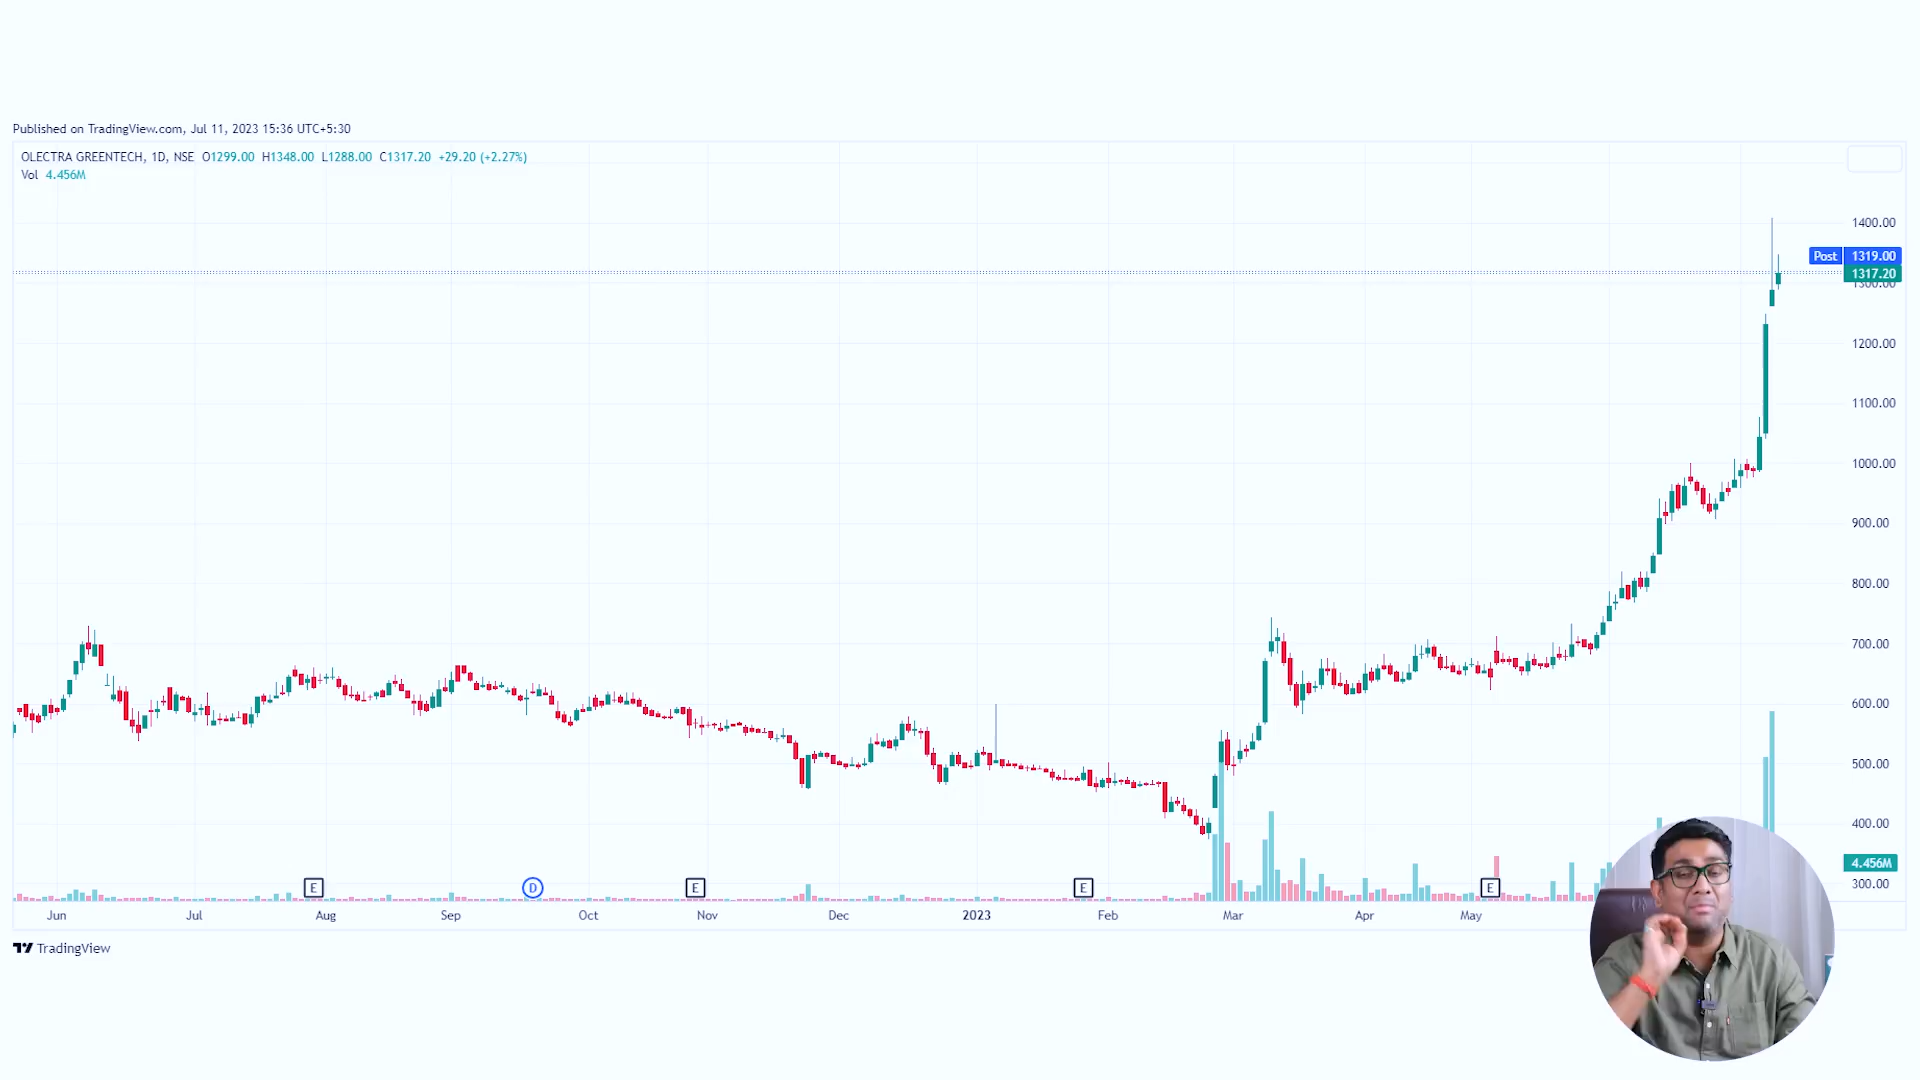 Published on TradingView.com, Jul 11, 2023 15:36 UTC+5:30
OLECTRA GREENTECH, 1D, NSE O1299.00 H1348.00 L1288.00 C1317.20 +29.20 (+2.27%)
Vol 4.456M
1400.00
Post 1319.00
1317.20
1300.00
1200.00
1100.00
1000.00
900.00
800.00
700.00
600.00
500.00
400.00
4.456M
300.00
E D E E E
Jun Jul Aug Sep Oct Nov Dec 2023 Feb Mar Apr May
TradingView